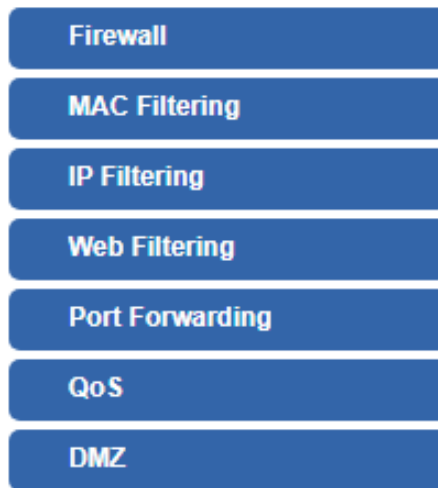 Firewall
MAC Filtering
IP Filtering
Web Filtering
Port Forwarding
QoS
DMZ